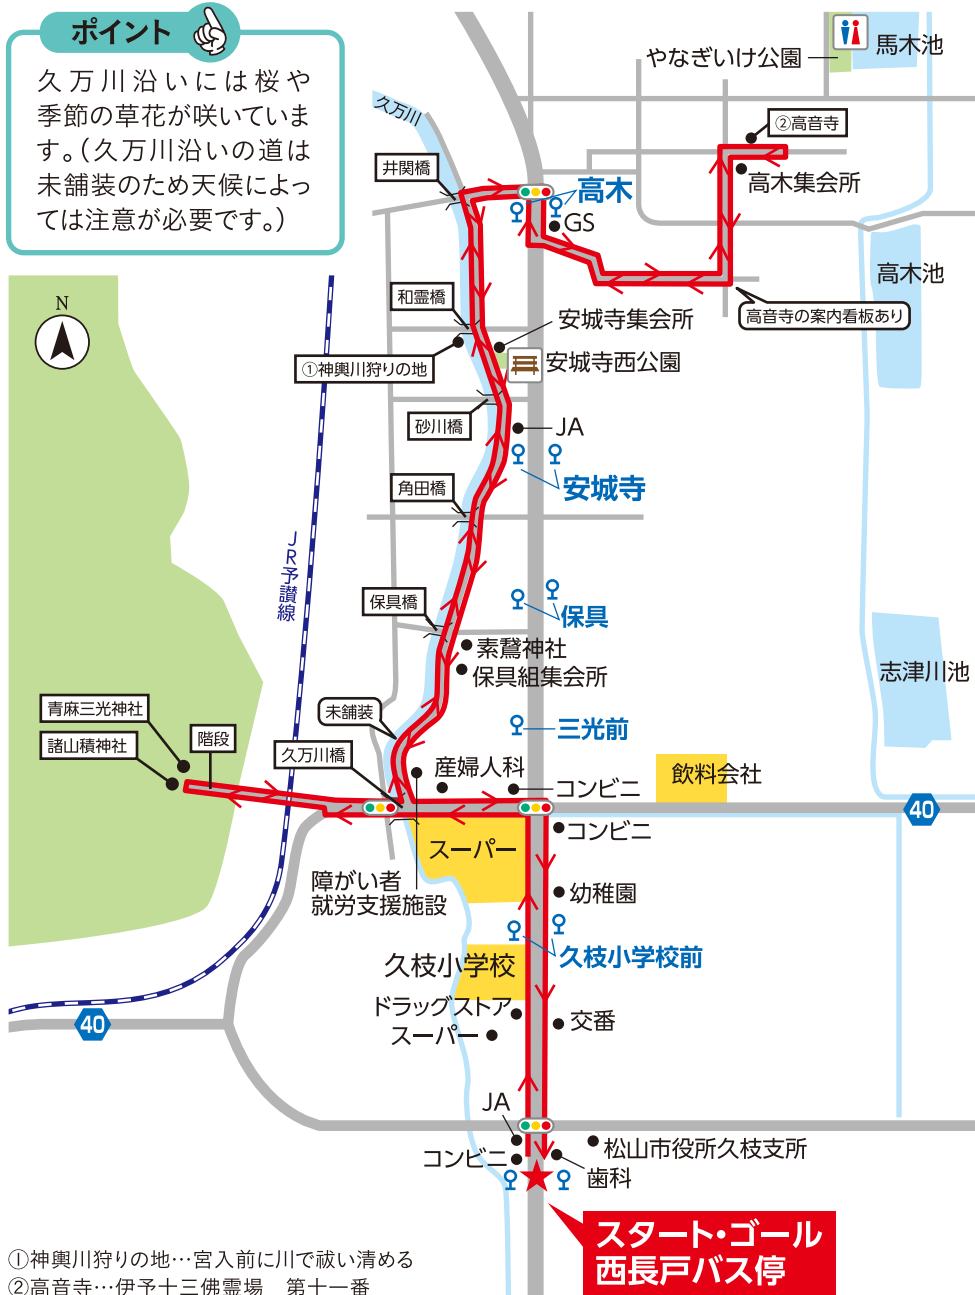 ポイント
久万川沿いには桜や
季節の草花が咲いていま
す。(久万川沿いの道は
未舗装のため天候によっ
ては注意が必要です。)
馬木池
やなぎいけ公園
久万川
②高音寺
井関橋
高木集会所
高木
GS
高木池
和霊橋
高音寺の案内看板あり
安城寺集会所
N
①神輿川狩りの地
安城寺西公園
砂川橋
JA
安城寺
角田橋
JR予讃線
保具橋
保具
素鵞神社
保具組集会所
志津川池
青麻三光神社
未舗装
三光前
諸山積神社
階段
久万川橋
産婦人科
飲料会社
コンビニ
40
コンビニ
スーパー
障がい者
就労支援施設
幼稚園
久枝小学校前
久枝小学校
ドラッグストア
交番
40
スーパー
JA
松山市役所久枝支所
コンビニ
歯科
スタート・ゴール
西長戸バス停
①神輿川狩りの地…宮入前に川で祓い清める
②高音寺…伊予十三佛霊場　第十一番